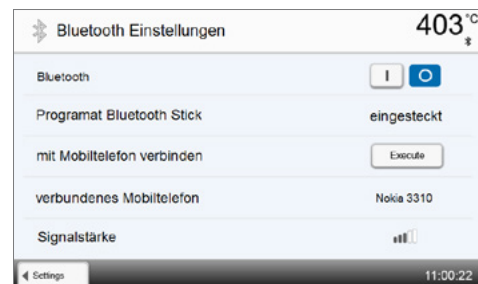 Bluetooth Einstellungen
403°C
Bluetooth
I O
Programat Bluetooth Stick eingesteckt
mit Mobiltelefon verbinden Execute
verbundenes Mobiltelefon Nokia 3310
Signalstärke
Settings 11:00:22